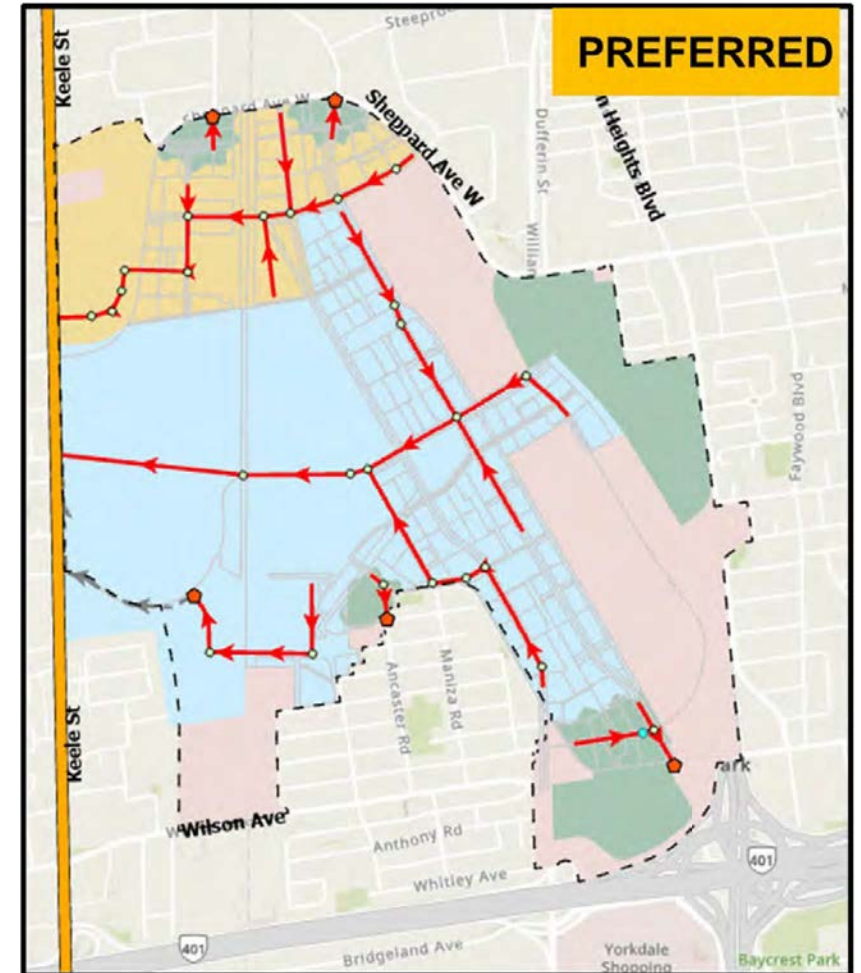 PREFERRED
Keele St
Sheppard Ave W
Dufferin St
n Heights Blvd
Faywood Blvd
Ancaster Rd
Maniza Rd
Keele St
Wilson Ave
ark
Anthony Rd
Whitley Ave
401
401
Bridgeland Ave
Yorkdale
Shopping
Baycrest Park